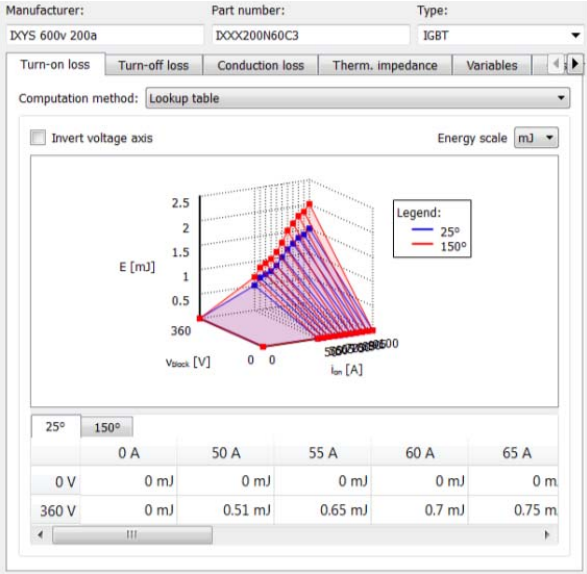 Manufacturer: Part number: Type:
IXYS 600v 200a IXXX200N60C3 IGBT
Turn-on loss Turn-off loss Conduction loss Therm. impedance Variables
Computation method: Lookup table
Invert voltage axis Energy scale mJ
2.5
2
1.5
1
0.5
E [mJ]
360
Vblock [V]
0 0
ion [A]
Legend:
25°
150°
25° 150°
0 A 50 A 55 A 60 A 65 A
0 V 0 mJ 0 mJ 0 mJ 0 mJ 0 m
360 V 0 mJ 0.51 mJ 0.65 mJ 0.7 mJ 0.75 m